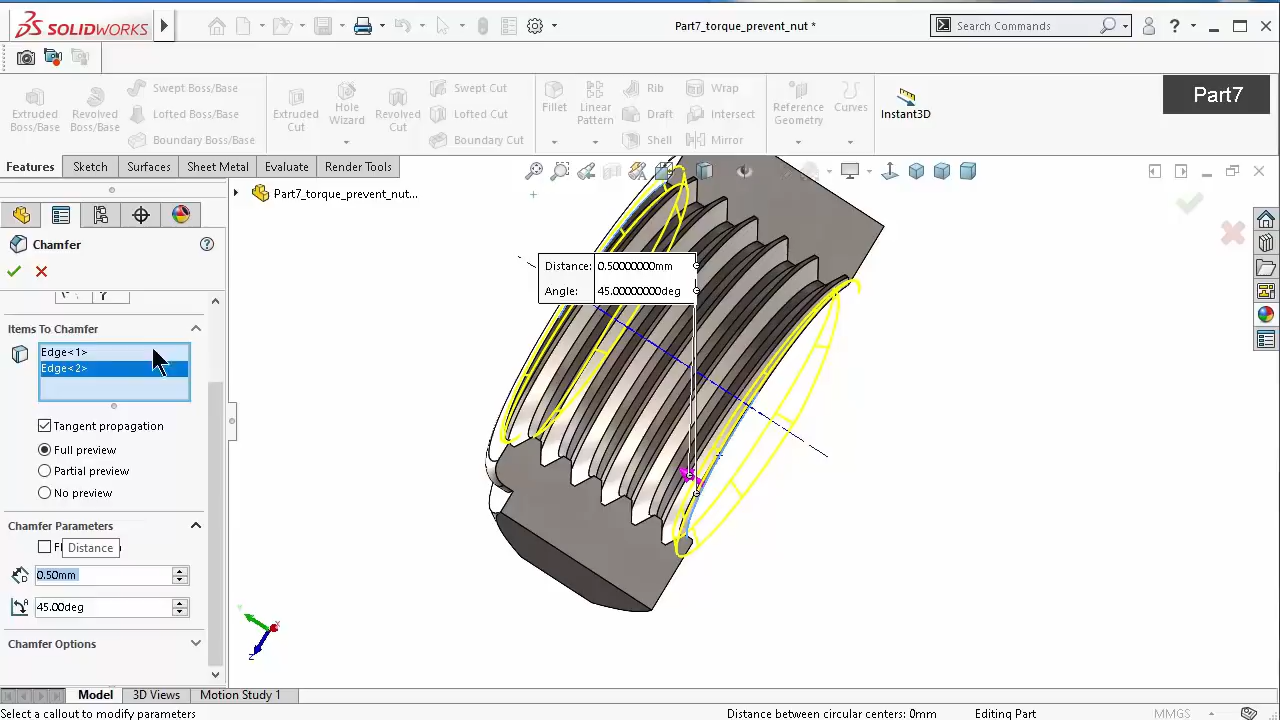 SOLIDWORKS
Part7_torque_prevent_nut *
Search Commands
?
Extruded Boss/Base
Revolved Boss/Base
Swept Boss/Base
Lofted Boss/Base
Boundary Boss/Base
Extruded Cut
Hole Wizard
Revolved Cut
Swept Cut
Lofted Cut
Boundary Cut
Fillet
Linear Pattern
Rib
Draft
Shell
Wrap
Intersect
Mirror
Reference Geometry
Curves
Instant3D
Part7
Features
Sketch
Surfaces
Sheet Metal
Evaluate
Render Tools
Part7_torque_prevent_nut...
Chamfer
?
Items To Chamfer
Edge<1>
Edge<2>
Tangent propagation
Full preview
Partial preview
No preview
Chamfer Parameters
Distance
0.50mm
45.00deg
Chamfer Options
Distance: 0.50000000mm
Angle: 45.00000000deg
X
Z
Model
3D Views
Motion Study 1
Select a callout to modify parameters
Distance between circular centers: 0mm
Editing Part
MMGS